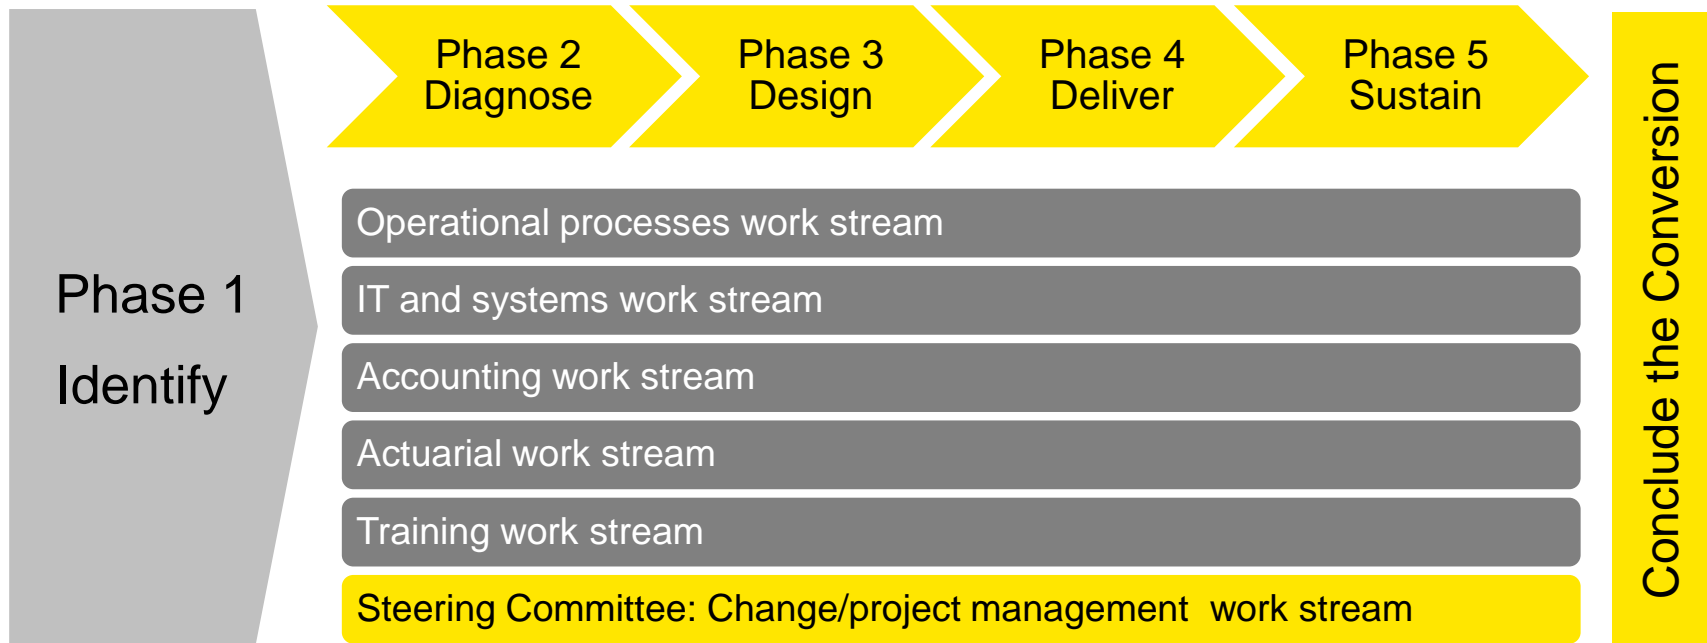 Phase 1
Identify
Phase 2
Diagnose
Phase 3
Design
Phase 4
Deliver
Phase 5
Sustain
Operational processes work stream
IT and systems work stream
Accounting work stream
Actuarial work stream
Training work stream
Steering Committee: Change/project management  work stream
Conclude the Conversion